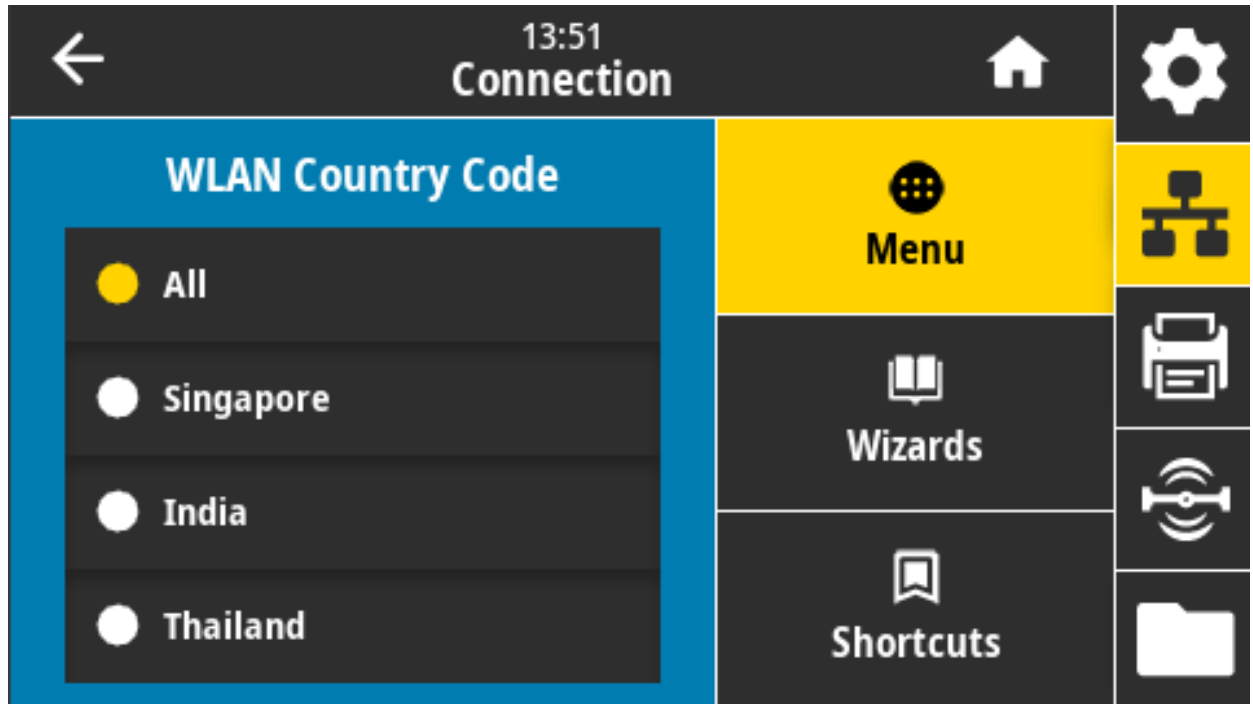 13:51
Connection
WLAN Country Code
All
Singapore
India
Thailand
Menu
Wizards
Shortcuts